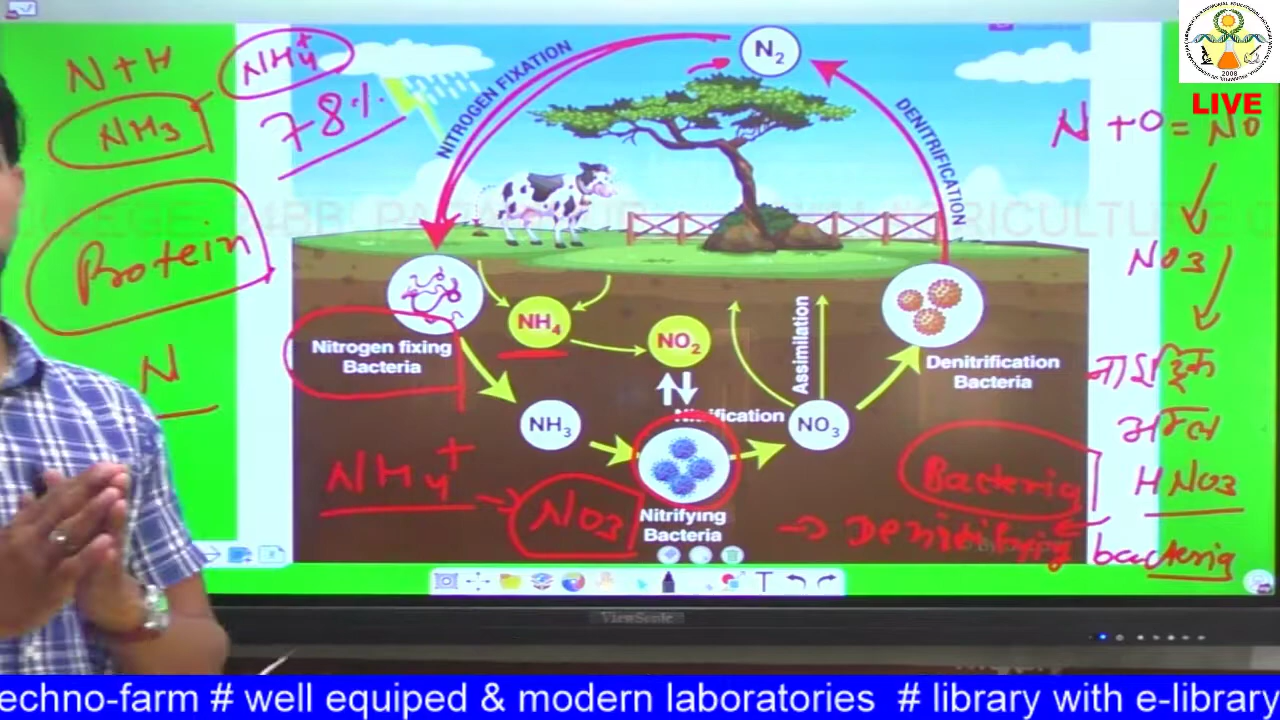 N+H
NH4+
NH3
78%
Protein
N
N2
NITROGEN FIXATION
DENITRIFICATION
2008
LIVE
N+O=NO
NO3
नाइट्रिक
अम्ल
HNO3
Nitrogen fixing
Bacteria
NH4
NO2
Assimilation
Denitrification
Bacteria
NH3
NO3
NH4+
NO3
Nitrifying
Bacteria
Bacteria
bacteria
ViewSonic
echno-farm # well equiped & modern laboratories # library with e-library